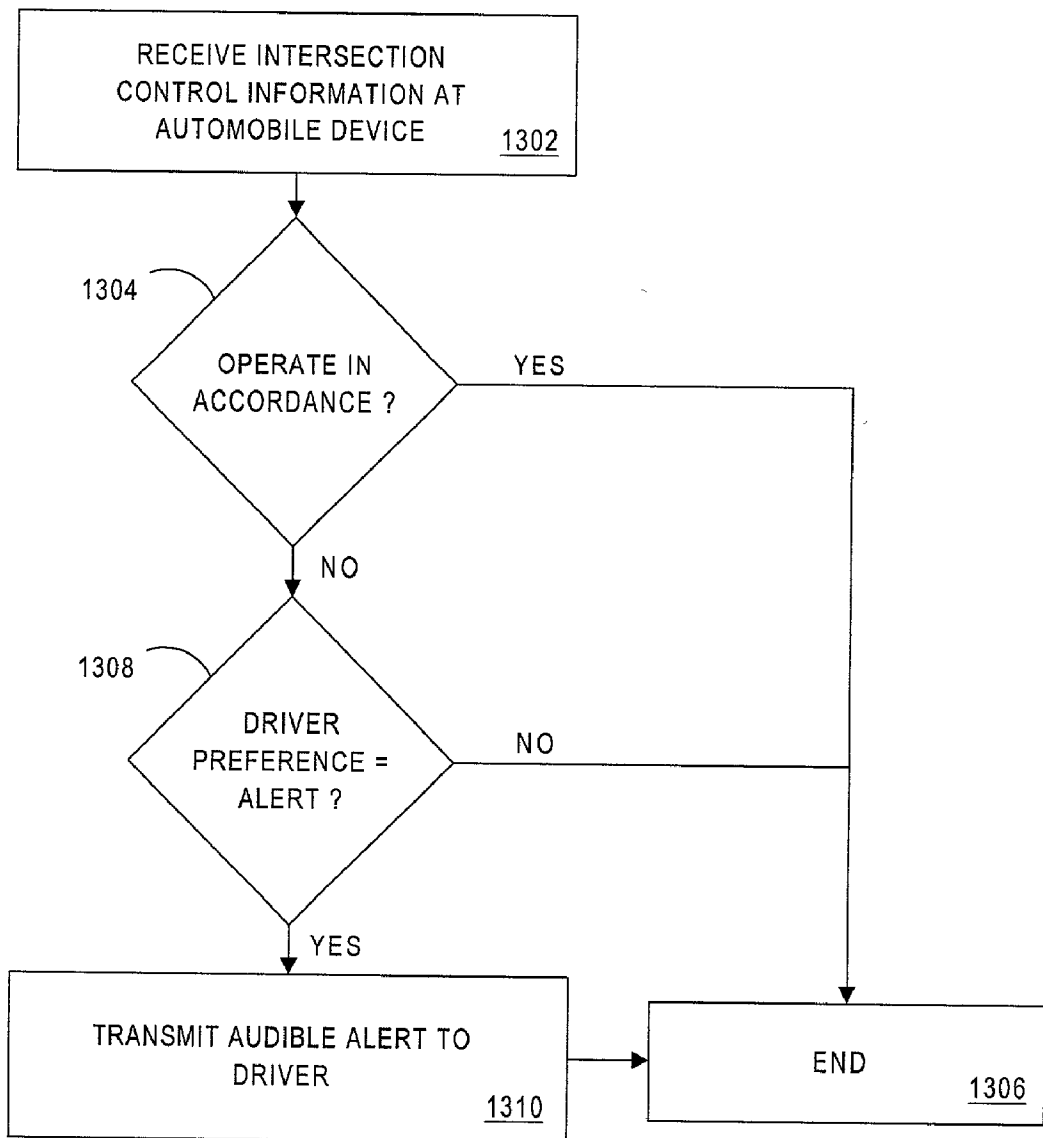 RECEIVE INTERSECTION
CONTROL INFORMATION AT
AUTOMOBILE DEVICE
1302
1304
OPERATE IN
ACCORDANCE ?
YES
NO
1308
DRIVER
PREFERENCE =
ALERT ?
NO
YES
TRANSMIT AUDIBLE ALERT TO
DRIVER
1310
END
1306